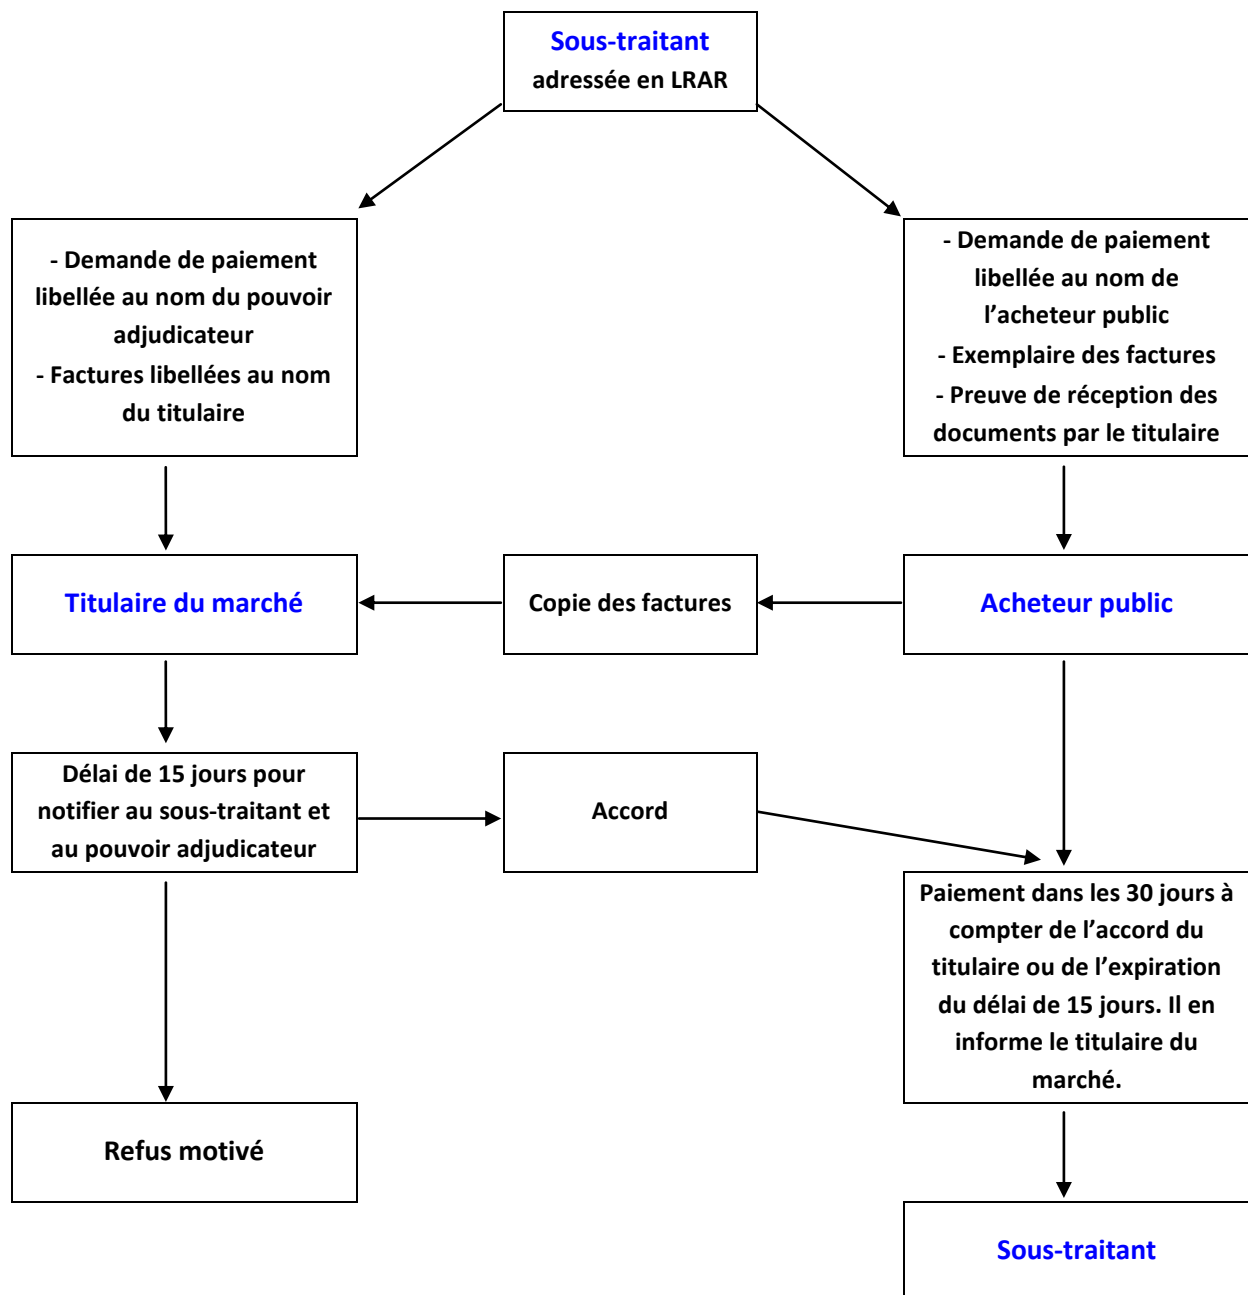 Sous-traitant
adressée en LRAR
- Demande de paiement
libellée au nom du pouvoir
adjudicateur
- Factures libellées au nom
du titulaire
- Demande de paiement
libellée au nom de
l’acheteur public
- Exemplaire des factures
- Preuve de réception des
documents par le titulaire
Titulaire du marché
Copie des factures
Acheteur public
Délai de 15 jours pour
notifier au sous-traitant et
au pouvoir adjudicateur
Accord
Paiement dans les 30 jours à
compter de l’accord du
titulaire ou de l’expiration
du délai de 15 jours. Il en
informe le titulaire du
marché.
Refus motivé
Sous-traitant